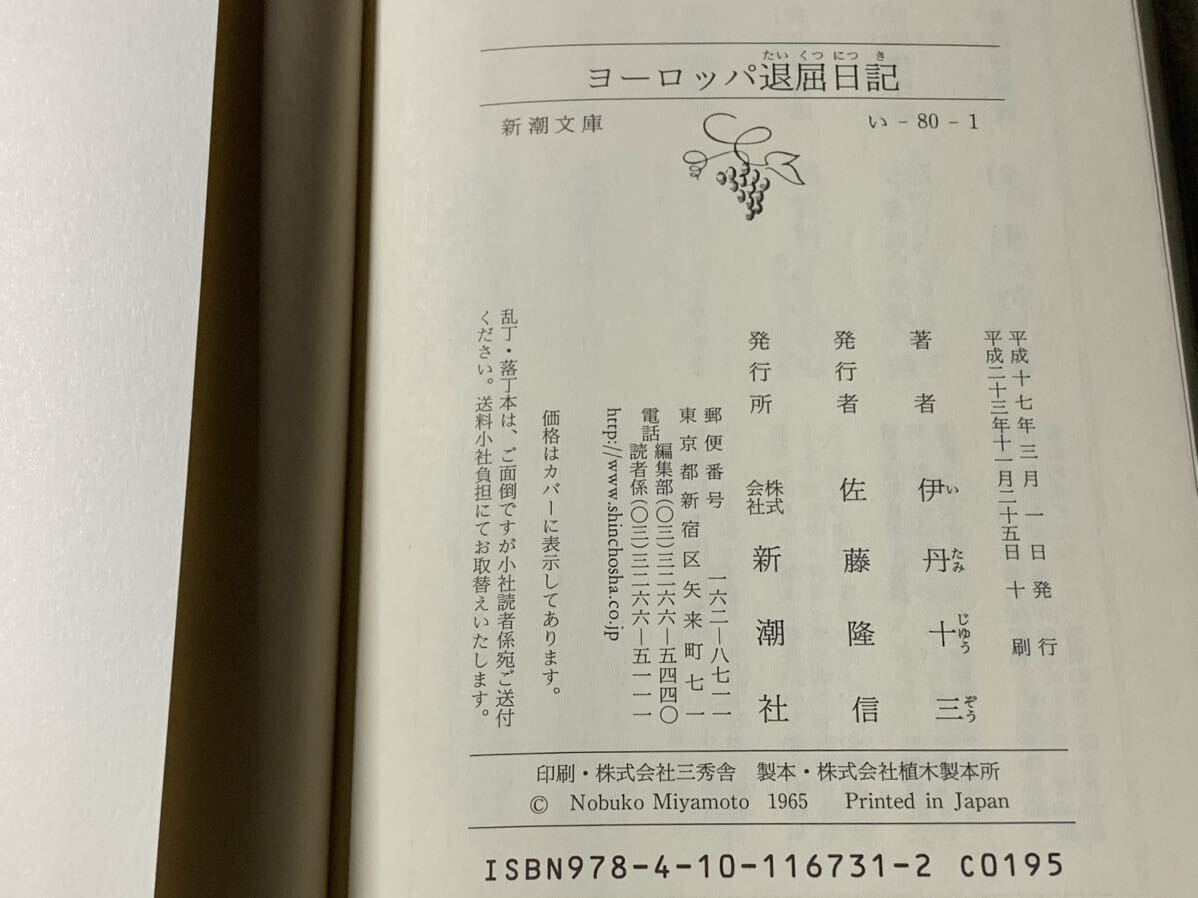 ヨーロッパ退屈日記
たいくつにつき
新潮文庫
い-80-1
平成十七年三月一日発行
平成二十三年十一月二十五日十刷
著者 伊丹十三
い たみ じゆう ぞう
発行者 佐藤隆信
発行所 株式会社 新潮社
郵便番号 一六二―八七一一
東京都新宿区矢来町七一
電話 編集部(〇三)三二六六―五四四〇
読者係(〇三)三二六六―五一一一
http://www.shinchosha.co.jp
価格はカバーに表示してあります。
乱丁・落丁本は、ご面倒ですが小社読者係宛ご送付
ください。送料小社負担にてお取替えいたします。
印刷・株式会社三秀舎 製本・株式会社植木製本所
© Nobuko Miyamoto 1965 Printed in Japan
ISBN978-4-10-116731-2 C0195